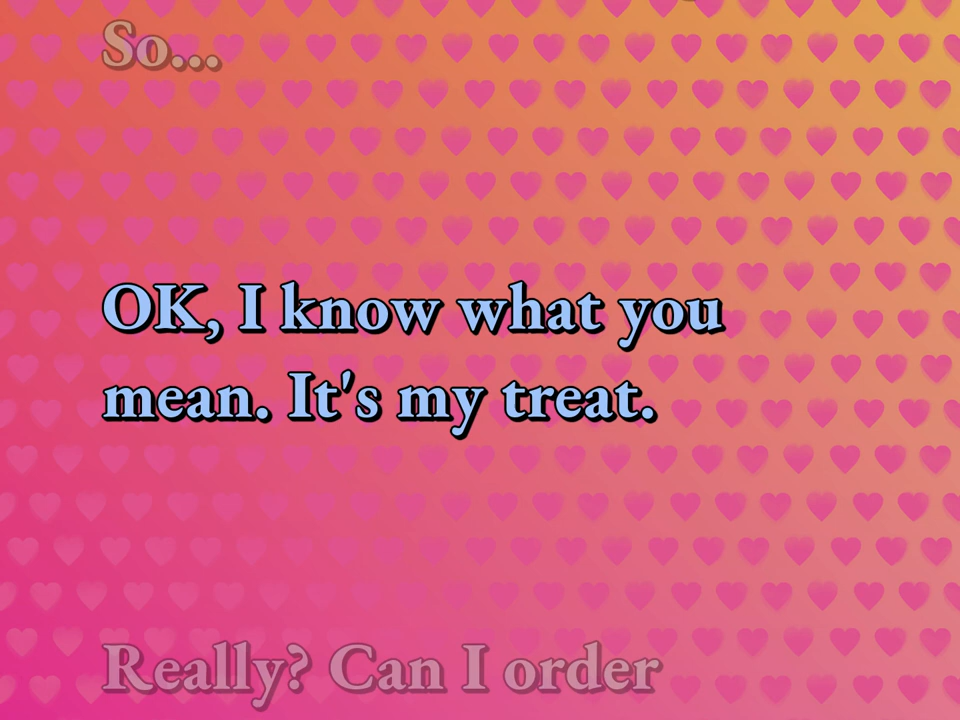 So...
OK, I know what you
mean. It's my treat.
Really? Can I order